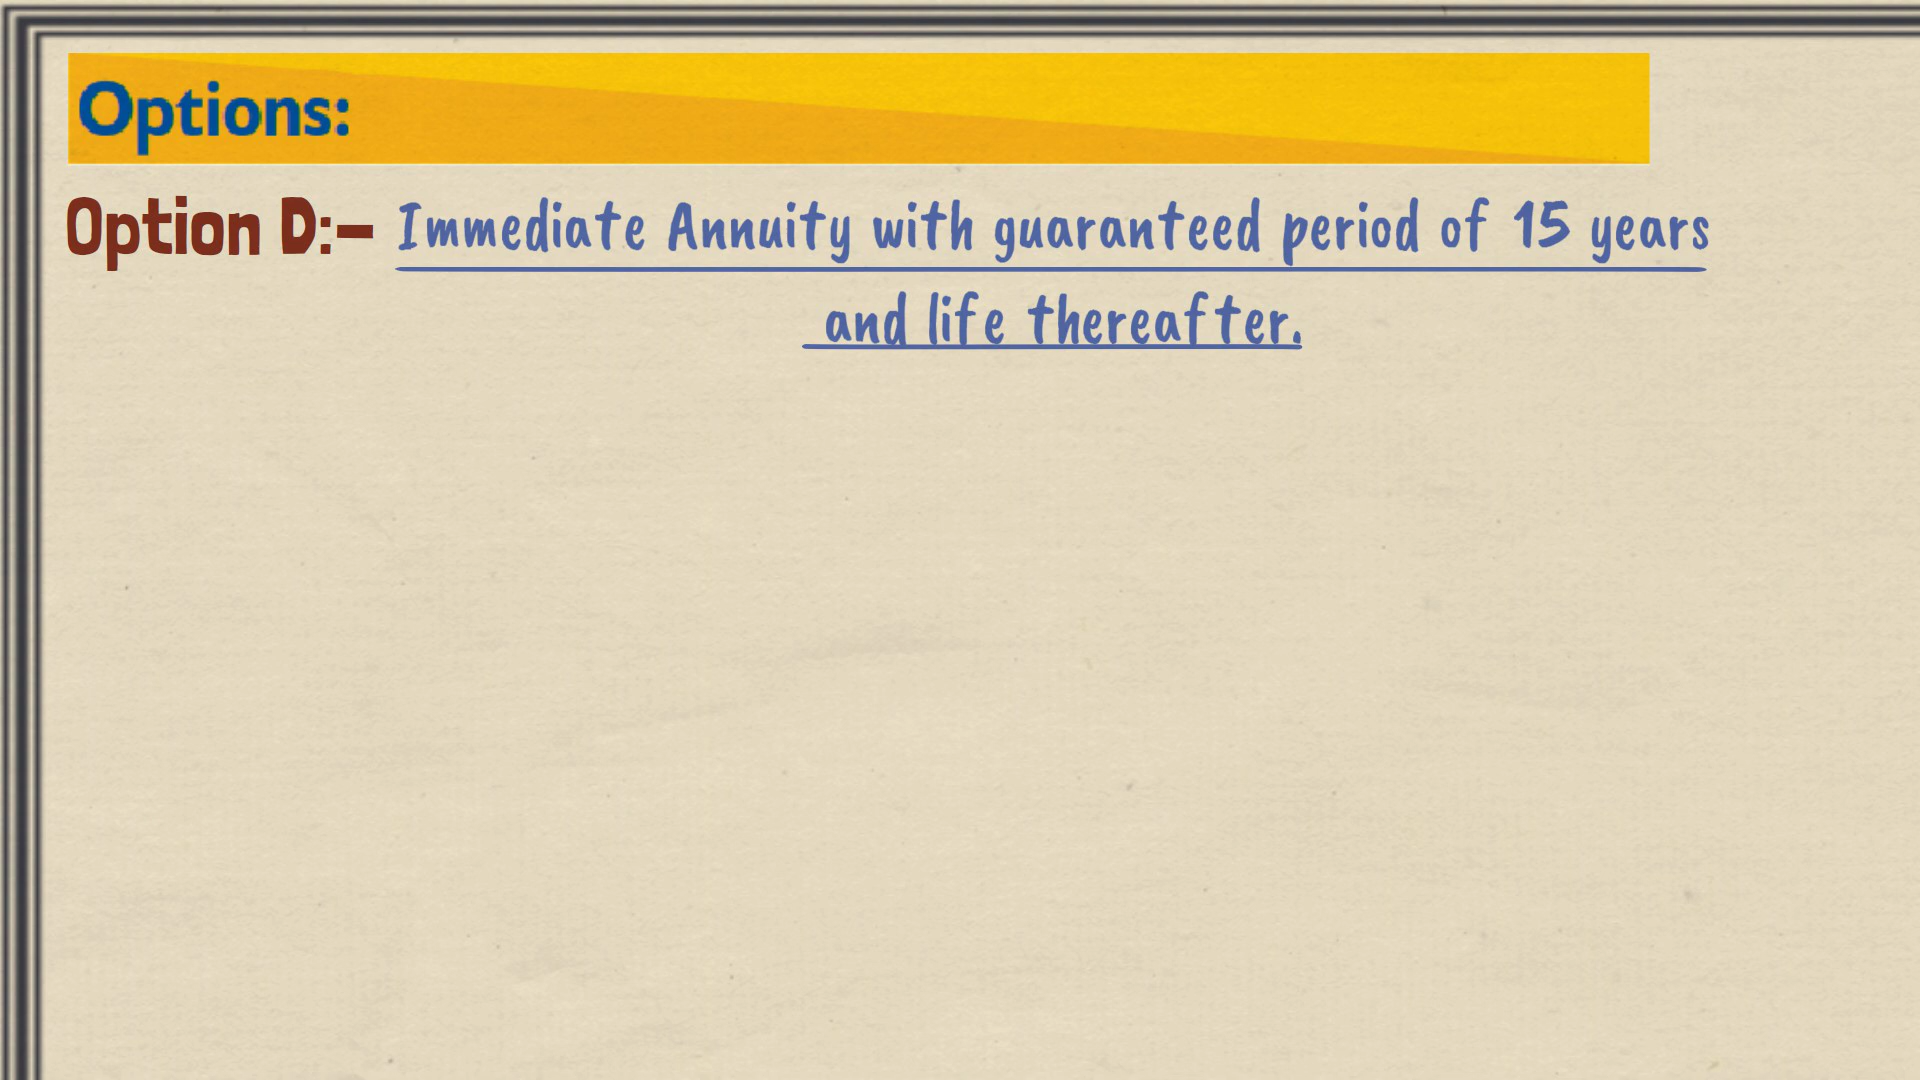 Options:
Option D:- Immediate Annuity with guaranteed period of 15 years
and life thereafter.